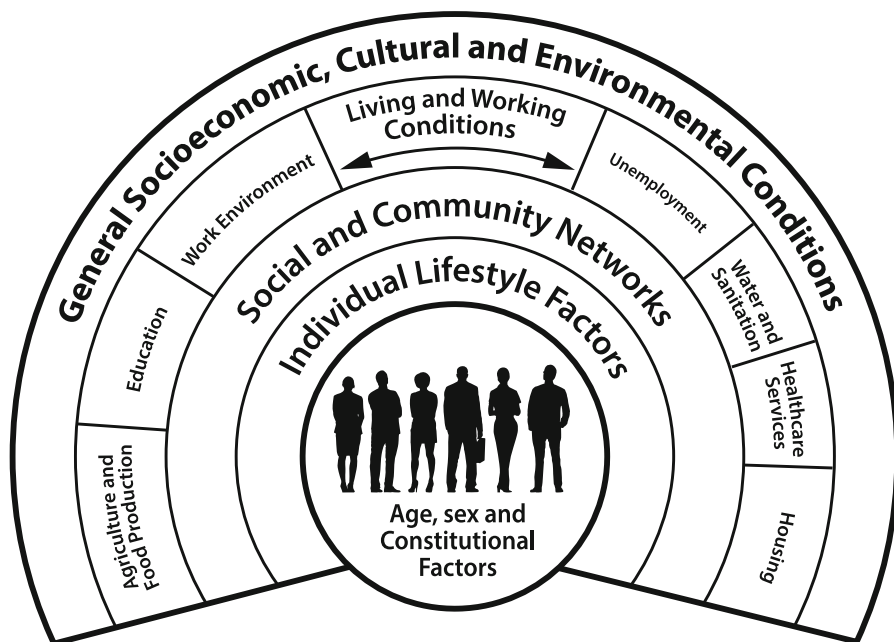 General Socioeconomic, Cultural and Environmental Conditions
Living and Working
Conditions
Agriculture and
Food Production
Education
Work Environment
Unemployment
Water and
Sanitation
Healthcare
Services
Housing
Social and Community Networks
Individual Lifestyle Factors
Age, sex and
Constitutional
Factors